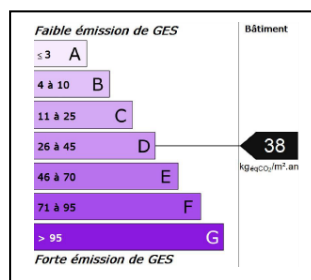 Faible émission de GES
Bâtiment
≤ 3 A
4 à 10 B
11 à 25 C
26 à 45 D
38
kgéqCO₂/m².an
46 à 70 E
71 à 95 F
> 95 G
Forte émission de GES